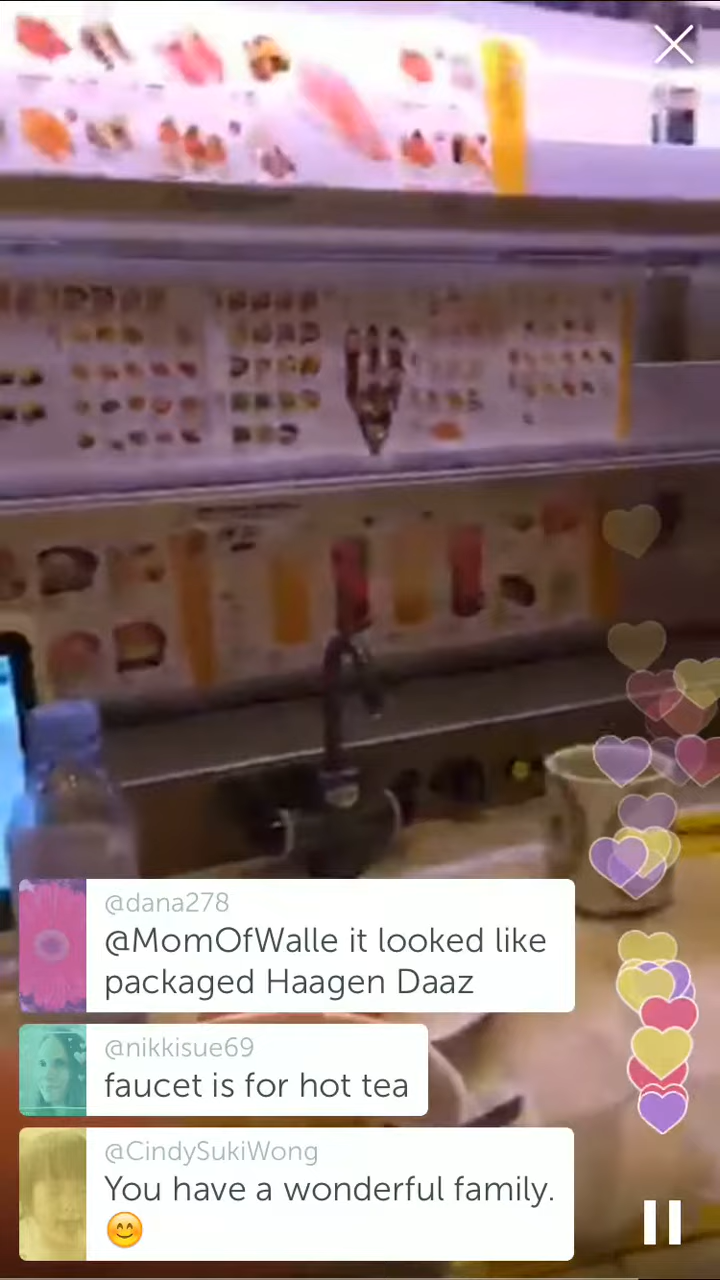 @dana278
@MomOfWalle it looked like
packaged Haagen Daaz
@nikkisue69
faucet is for hot tea
@CindySukiWong
You have a wonderful family.
😊